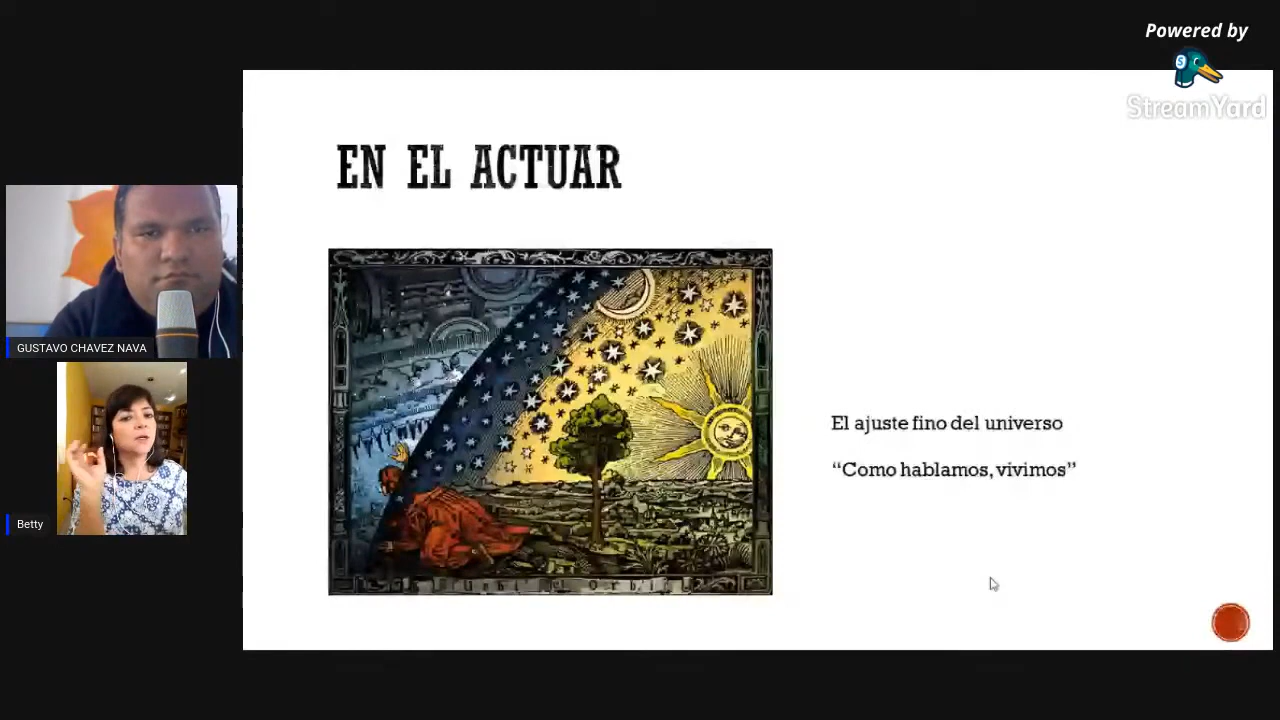 Powered by
StreamYard
EN EL ACTUAR
GUSTAVO CHAVEZ NAVA
El ajuste fino del universo
“Como hablamos, vivimos”
Betty